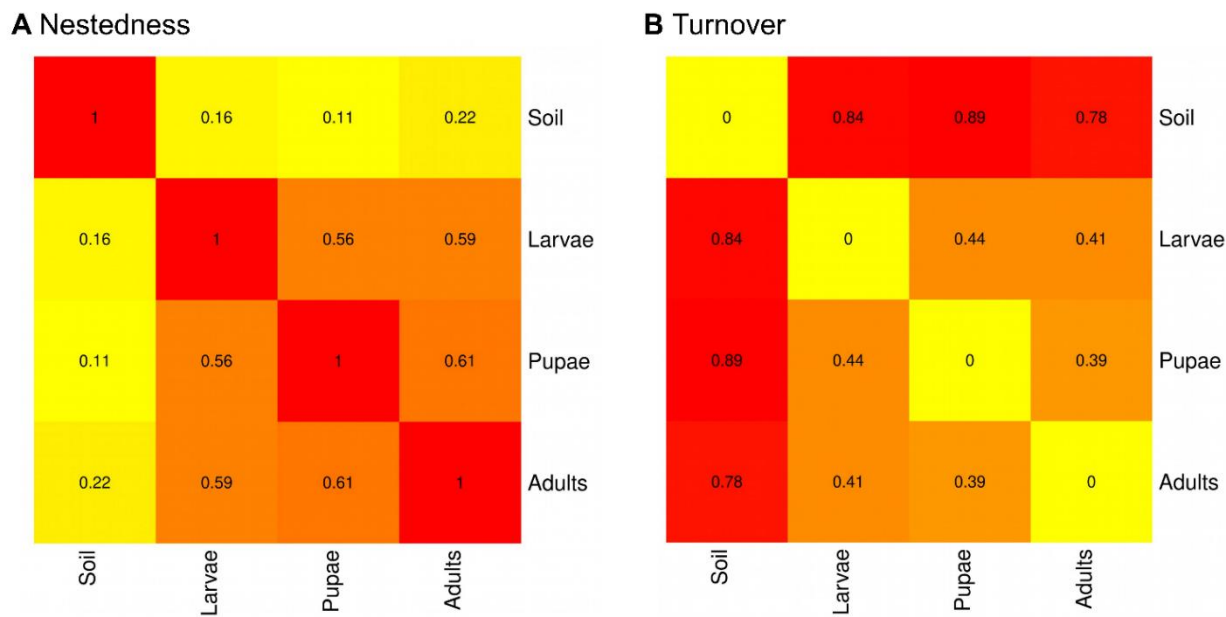 A Nestedness
1 0.16 0.11 0.22 Soil
0.16 1 0.56 0.59 Larvae
0.11 0.56 1 0.61 Pupae
0.22 0.59 0.61 1 Adults
Soil Larvae Pupae Adults
B Turnover
0 0.84 0.89 0.78 Soil
0.84 0 0.44 0.41 Larvae
0.89 0.44 0 0.39 Pupae
0.78 0.41 0.39 0 Adults
Soil Larvae Pupae Adults